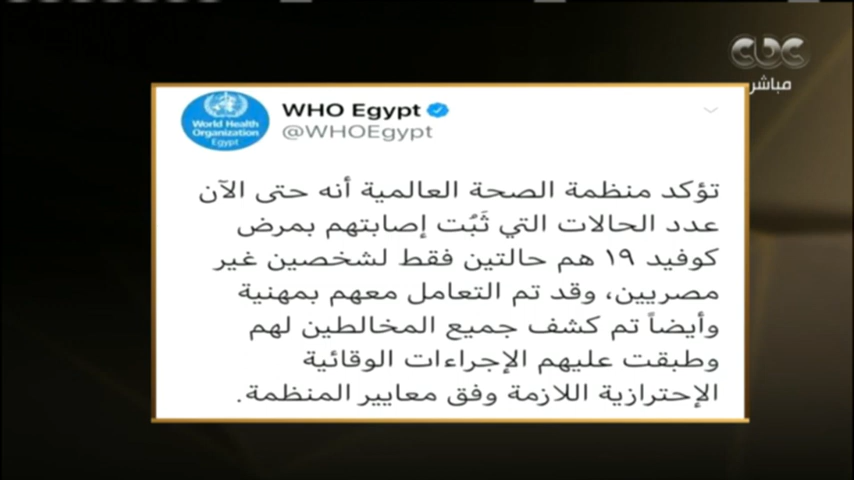 CBC
مباشر
World Health
Organization
Egypt
WHO Egypt
@WHOEgypt
تؤكد منظمة الصحة العالمية أنه حتى الآن
عدد الحالات التي ثَبُت إصابتهم بمرض
كوفيد ١٩ هم حالتين فقط لشخصين غير
مصريين، وقد تم التعامل معهم بمهنية
وأيضاً تم كشف جميع المخالطين لهم
وطبقت عليهم الإجراءات الوقائية
الإحترازية اللازمة وفق معايير المنظمة.